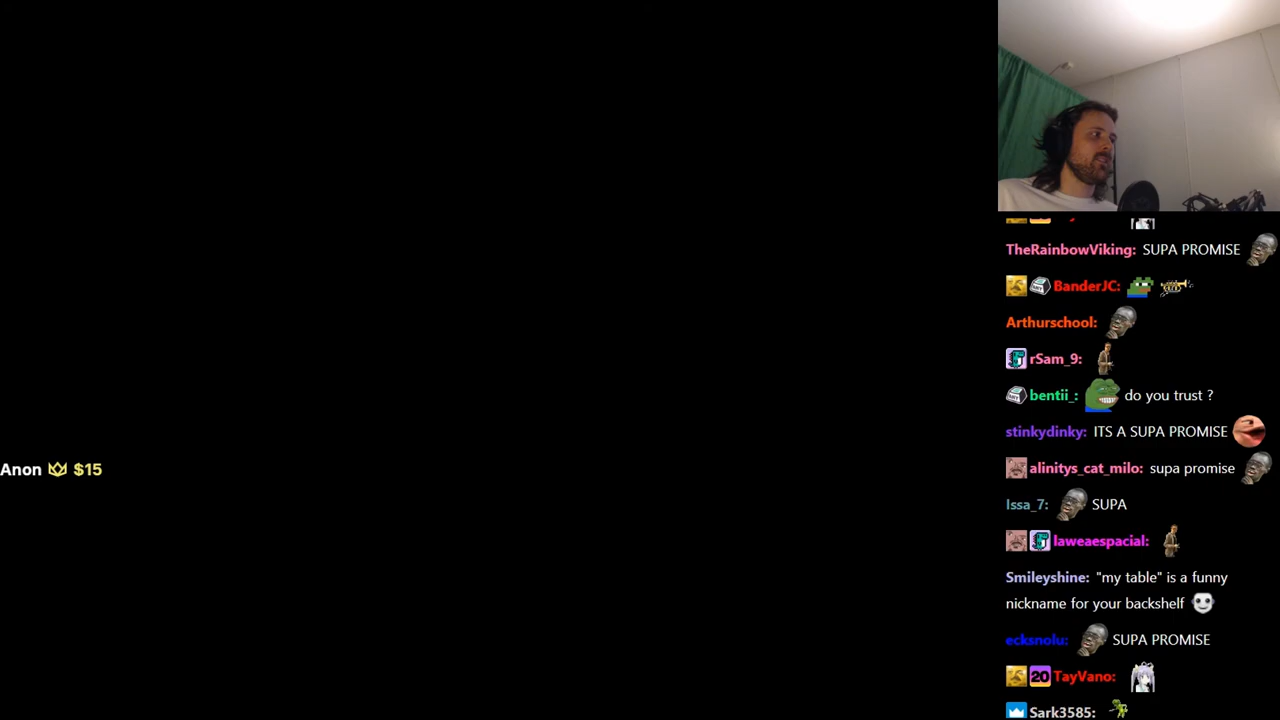 TheRainbowViking: SUPA PROMISE
BanderJC:
Arthurschool:
rSam_9:
bentii_: do you trust ?
stinkydinky: ITS A SUPA PROMISE
Anon $15
alinitys_cat_milo: supa promise
Issa_7: SUPA
laweaespacial:
Smileyshine: "my table" is a funny
nickname for your backshelf
ecksnolu: SUPA PROMISE
20 TayVano:
Sark3585: